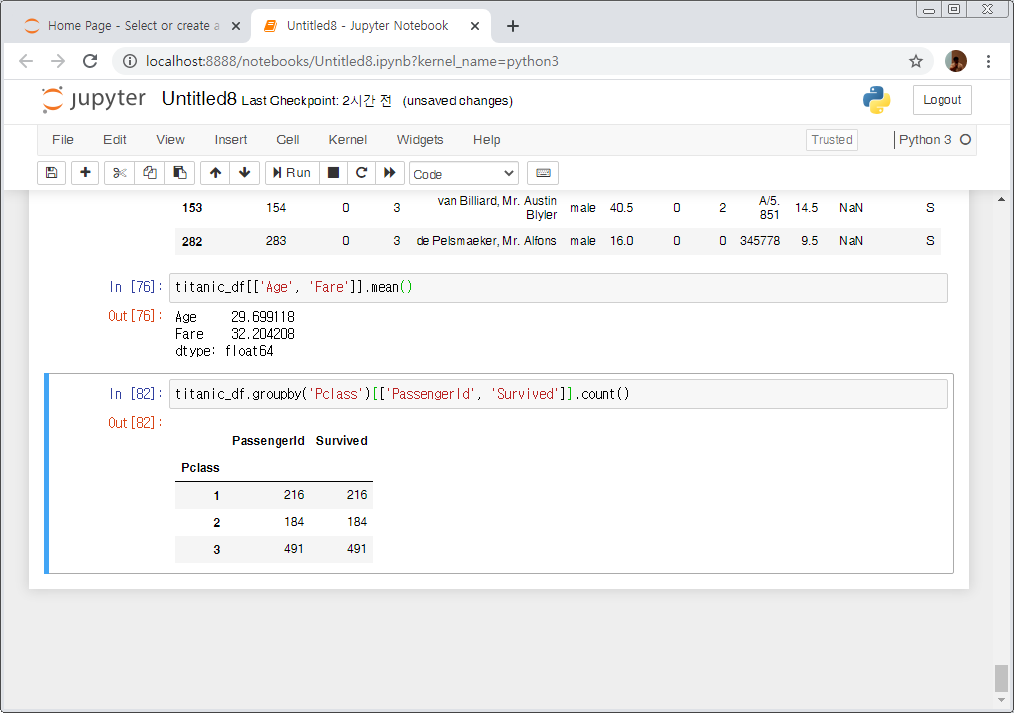 Home Page - Select or create a
Untitled8 - Jupyter Notebook
localhost:8888/notebooks/Untitled8.ipynb?kernel_name=python3
jupyter Untitled8 Last Checkpoint: 2시간 전 (unsaved changes)
Logout
File Edit View Insert Cell Kernel Widgets Help
Trusted
Python 3
Run
Code
153 154 0 3 van Billiard, Mr. Austin Blyler male 40.5 0 2 A/5. 851 14.5 NaN S
282 283 0 3 de Pelsmaeker, Mr. Alfons male 16.0 0 0 345778 9.5 NaN S
In [76]: titanic_df[['Age', 'Fare']].mean()
Out[76]: Age 29.699118
Fare 32.204208
dtype: float64
In [82]: titanic_df.groupby('Pclass')[['PassengerId', 'Survived']].count()
Out[82]:
PassengerId Survived
Pclass
1 216 216
2 184 184
3 491 491